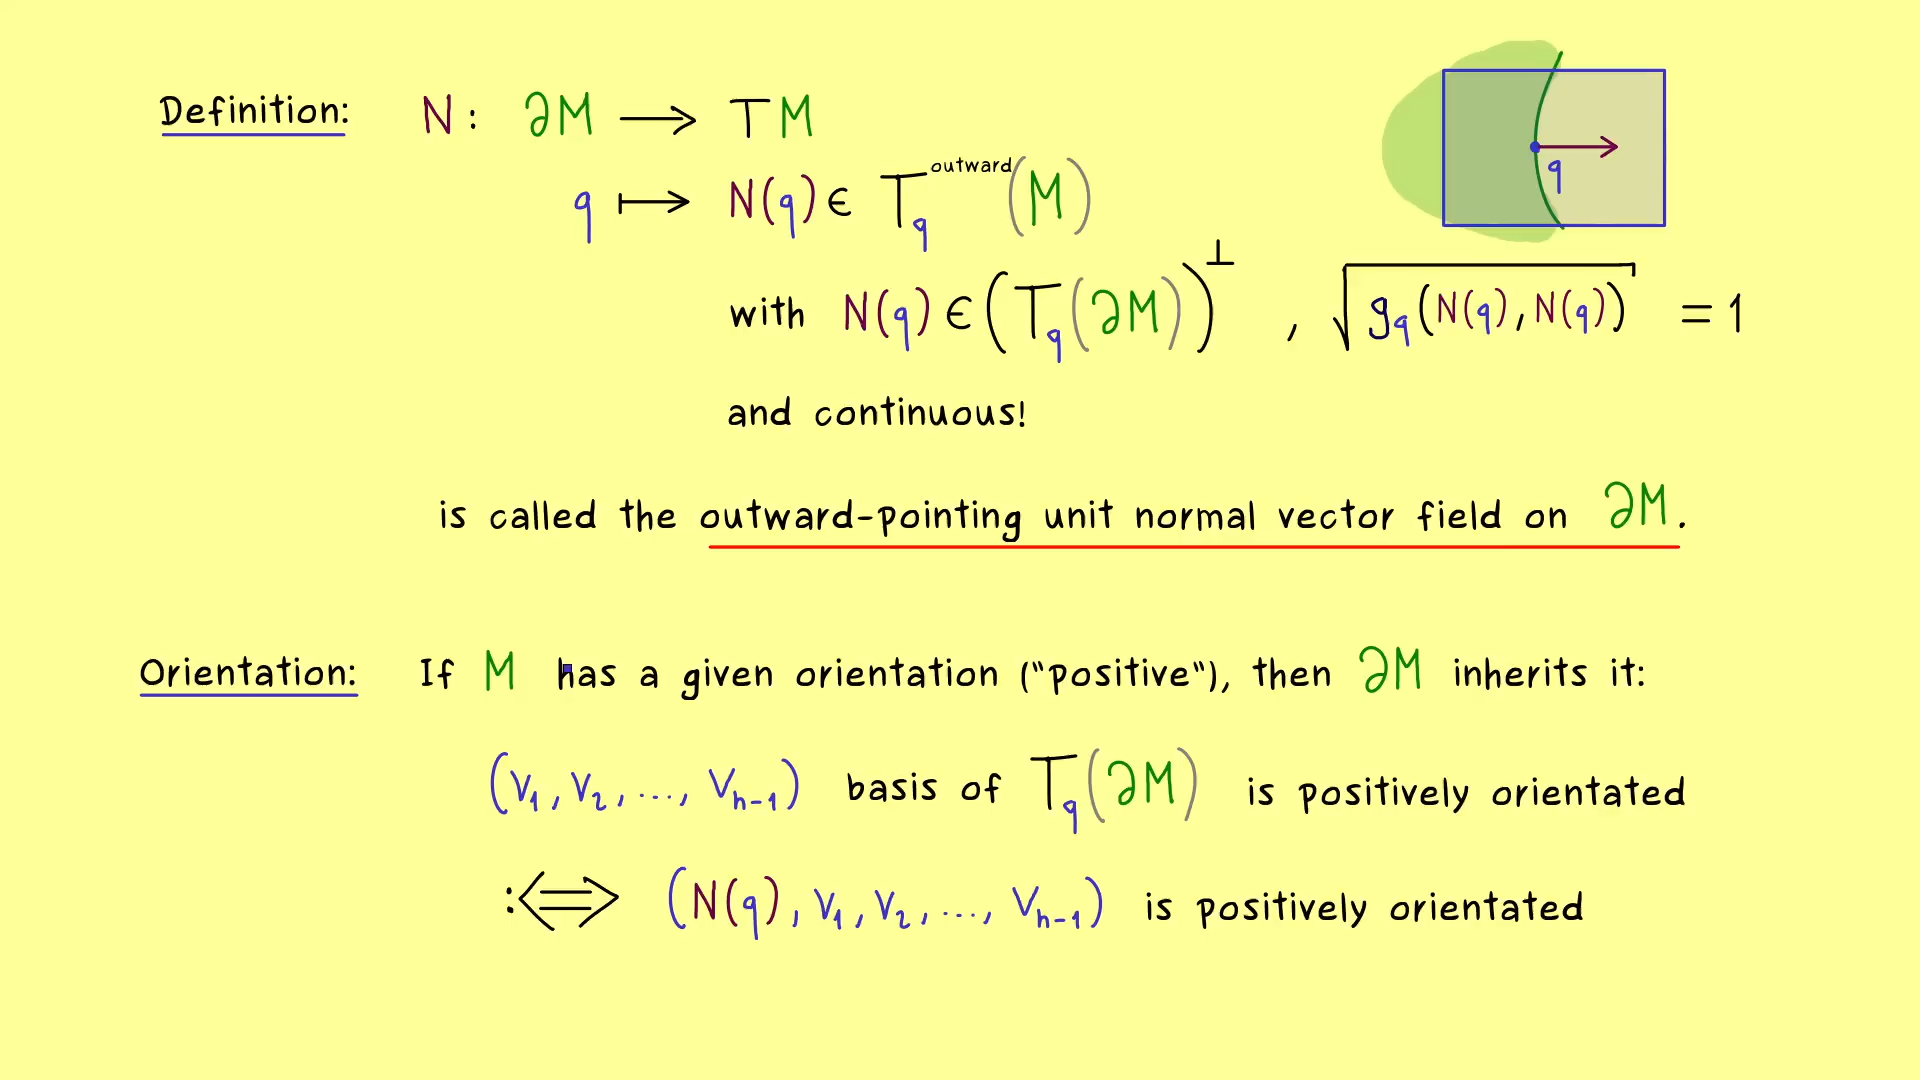 Definition: N: ∂M ⟶ TM
q ⟼ N(q) ∈ T_q^outward(M)
with N(q) ∈ (T_q(∂M))^⊥ , √(g_q(N(q), N(q))) = 1
and continuous!
is called the outward-pointing unit normal vector field on ∂M.
Orientation: If M has a given orientation ("positive"), then ∂M inherits it:
(v_1, v_2, ..., v_n-1) basis of T_q(∂M) is positively orientated
:⟺ (N(q), v_1, v_2, ..., v_n-1) is positively orientated
q